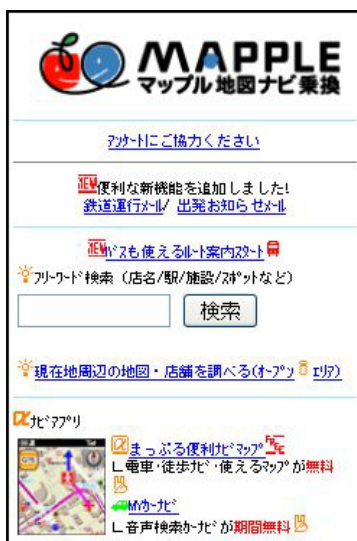 MAPPLE
マップル地図ナビ乗換
ｱﾝｹｰﾄにご協力ください
NEW便利な新機能を追加しました!
鉄道運行ﾒｰﾙ/ 出発お知らせﾒｰﾙ
NEWﾊﾞｽも使えるﾙｰﾄ案内ｽﾀｰﾄ
ﾌﾘｰﾜｰﾄﾞ検索 (店名/駅/施設/ｽﾎﾟｯﾄなど)
検索
現在地周辺の地図・店舗を調べる(ｵｰﾌﾟﾝ ｴﾘｱ)
αﾅﾋﾞｱﾌﾟﾘ
αまっぷる便利ﾅﾋﾞﾏｯﾌﾟFREE
∟電車･徒歩ﾅﾋﾞ･使えるﾏｯﾌﾟが無料
MYｶｰﾅﾋﾞ
∟音声検索ｶｰﾅﾋﾞが期間無料